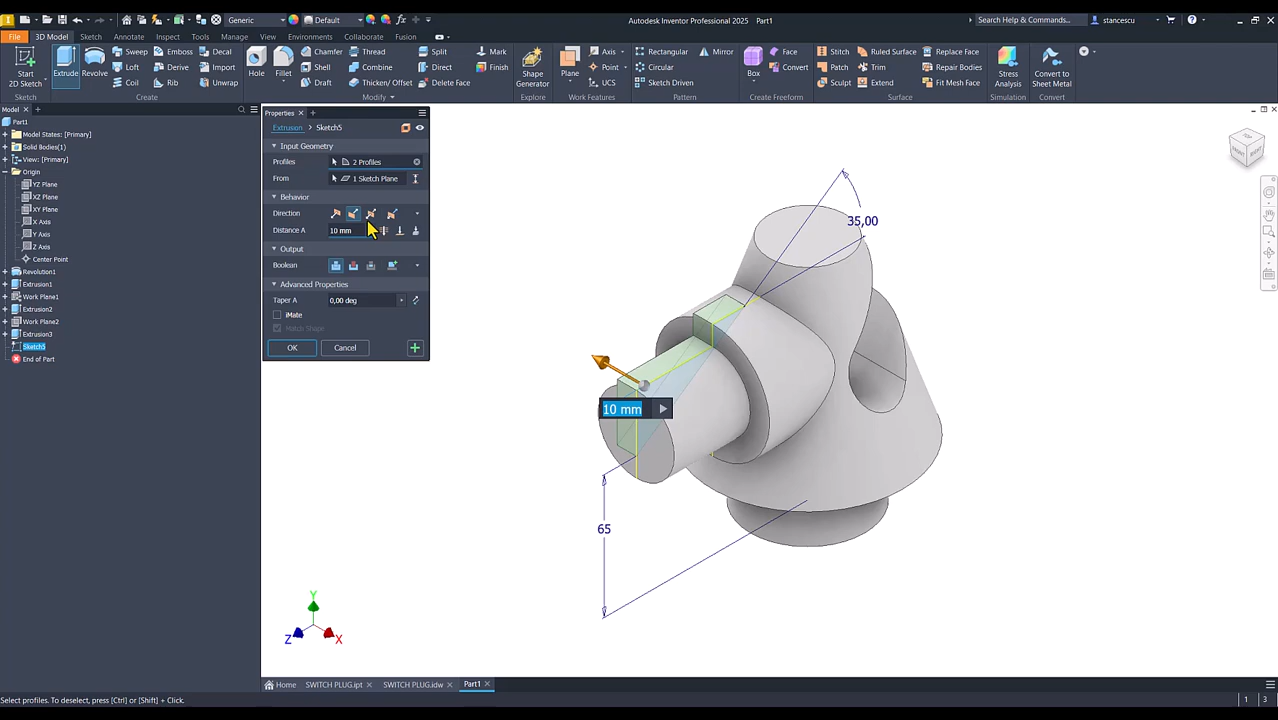 Generic
Default
fx
Autodesk Inventor Professional 2025 Part1
Search Help & Commands...
stancescu
File 3D Model Sketch Annotate Inspect Tools Manage View Environments Collaborate Fusion
Start
2D Sketch
Extrude
Revolve
Sweep
Loft
Coil
Emboss
Derive
Rib
Decal
Import
Unwrap
Hole
Fillet
Chamfer
Shell
Draft
Thread
Combine
Thicken/ Offset
Split
Direct
Delete Face
Mark
Finish
Shape
Generator
Plane
Axis
Point
UCS
Rectangular
Circular
Sketch Driven
Mirror
Box
Face
Convert
Stitch
Patch
Sculpt
Ruled Surface
Trim
Extend
Replace Face
Repair Bodies
Fit Mesh Face
Stress
Analysis
Convert to
Sheet Metal
Sketch Create Modify Explore Work Features Pattern Create Freeform Surface Simulation Convert
Model
Part1
Model States: [Primary]
Solid Bodies(1)
View: [Primary]
Origin
YZ Plane
XZ Plane
XY Plane
X Axis
Y Axis
Z Axis
Center Point
Revolution1
Extrusion1
Work Plane1
Extrusion2
Work Plane2
Extrusion3
Sketch5
End of Part
Properties
Extrusion > Sketch5
Input Geometry
Profiles 2 Profiles
From 1 Sketch Plane
Behavior
Direction
Distance A 10 mm
Output
Boolean
Advanced Properties
Taper A 0,00 deg
iMate
Match Shape
OK Cancel
TOP
FRONT
RIGHT
35,00
10 mm
65
Y
Z
X
Home SWITCH PLUG.ipt SWITCH PLUG.idw Part1
Select profiles. To deselect, press [Ctrl] or [Shift] + Click.
1 3